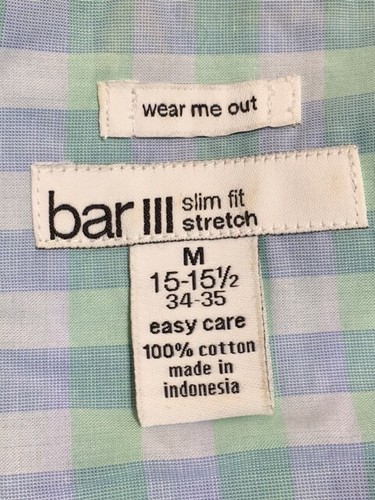 wear me out
bar III slim fit
stretch
M
15-15½
34-35
easy care
100% cotton
made in
indonesia